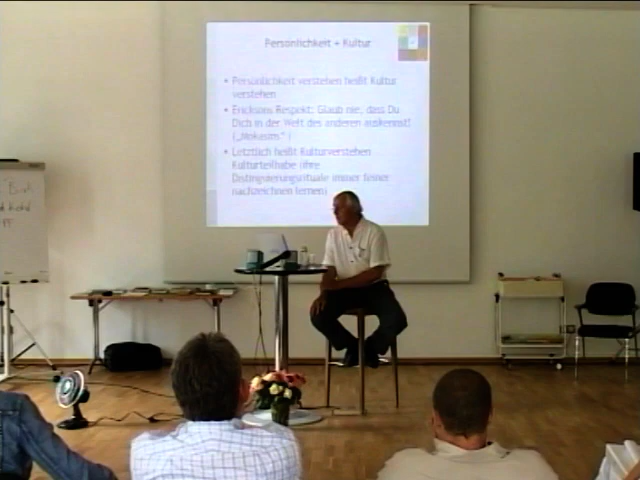 Persönlichkeit + Kultur
• Persönlichkeit verstehen heißt Kultur
verstehen
• Ericksons Respekt: Glaub nie, dass Du
Dich in der Welt des anderen auskennst!
(„Mokasins“)
• Letztlich heißt Kulturverstehen
Kulturteilhabe (ihre
Distinguierungsrituale immer feiner
nachzeichnen lernen)